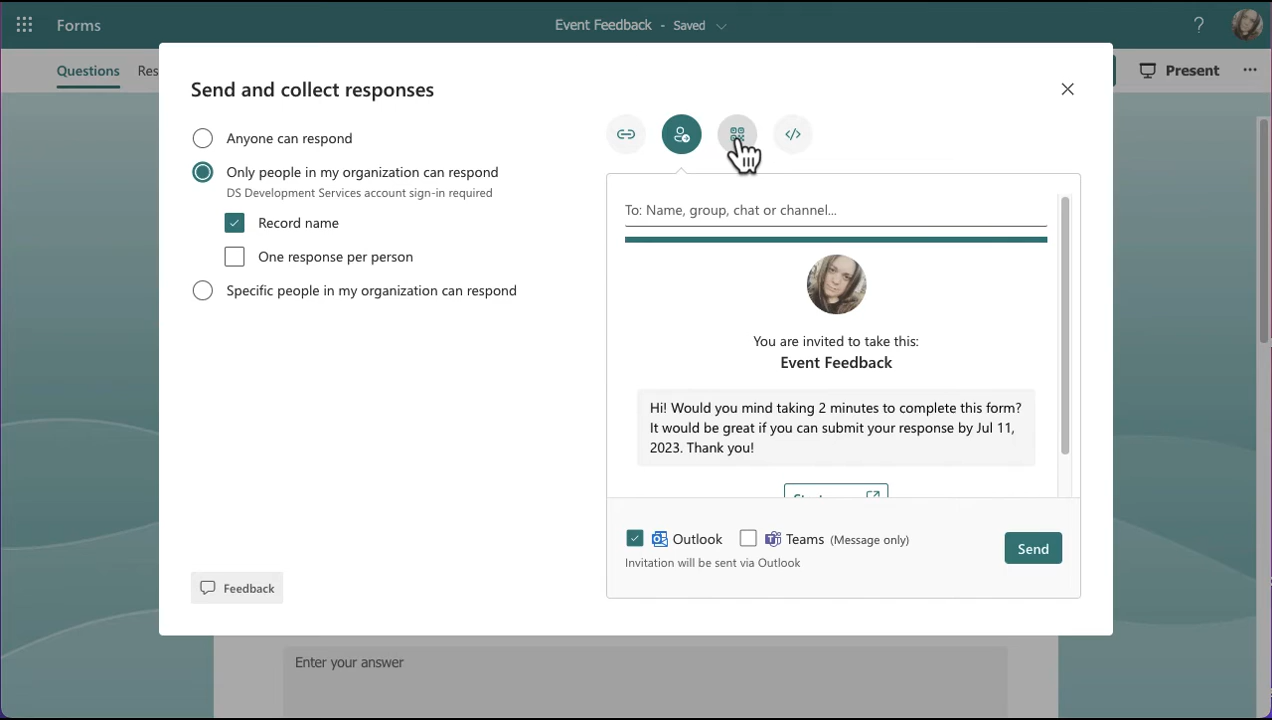 Forms
Event Feedback - Saved
?
Questions
Res
Present
Send and collect responses
Anyone can respond
Only people in my organization can respond
DS Development Services account sign-in required
Record name
One response per person
Specific people in my organization can respond
Feedback
To: Name, group, chat or channel...
You are invited to take this:
Event Feedback
Hi! Would you mind taking 2 minutes to complete this form?
It would be great if you can submit your response by Jul 11,
2023. Thank you!
Outlook
Teams (Message only)
Invitation will be sent via Outlook
Send
Enter your answer